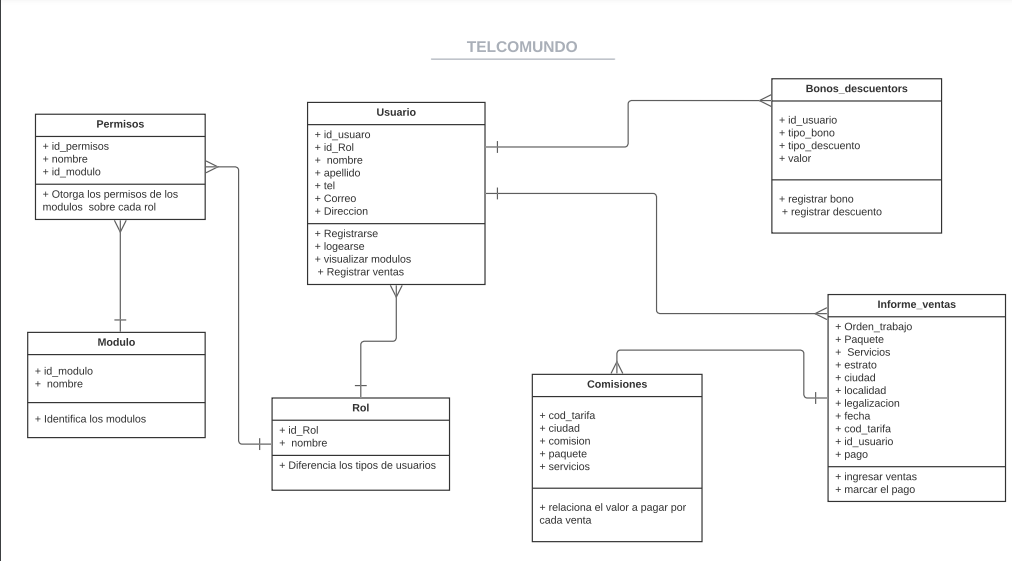 TELCOMUNDO
Permisos
+ id_permisos
+ nombre
+ id_modulo
+ Otorga los permisos de los
modulos sobre cada rol
Modulo
+ id_modulo
+ nombre
+ Identifica los modulos
Usuario
+ id_usuaro
+ id_Rol
+ nombre
+ apellido
+ tel
+ Correo
+ Direccion
+ Registrarse
+ logearse
+ visualizar modulos
+ Registrar ventas
Rol
+ id_Rol
+ nombre
+ Diferencia los tipos de usuarios
Bonos_descuentors
+ id_usuario
+ tipo_bono
+ tipo_descuento
+ valor
+ registrar bono
+ registrar descuento
Comisiones
+ cod_tarifa
+ ciudad
+ comision
+ paquete
+ servicios
+ relaciona el valor a pagar por
cada venta
Informe_ventas
+ Orden_trabajo
+ Paquete
+ Servicios
+ estrato
+ ciudad
+ localidad
+ legalizacion
+ fecha
+ cod_tarifa
+ id_usuario
+ pago
+ ingresar ventas
+ marcar el pago